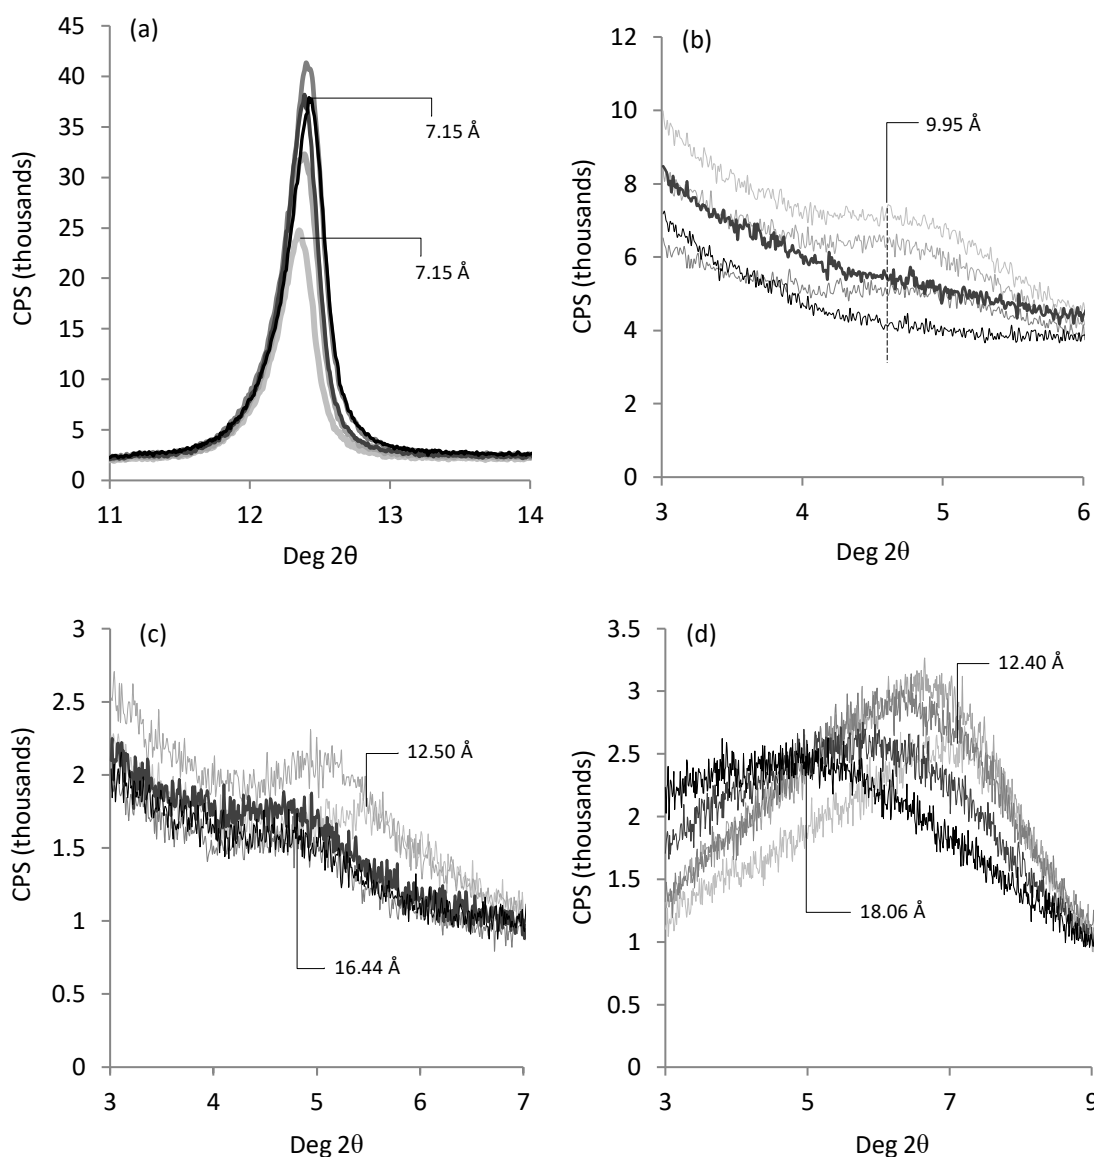 (a)
CPS (thousands)
45
40
35
30
25
20
15
10
5
0
7.15 Å
7.15 Å
11 12 13 14
Deg 2θ
(b)
CPS (thousands)
12
10
8
6
4
2
0
9.95 Å
3 4 5 6
Deg 2θ
(c)
CPS (thousands)
3
2.5
2
1.5
1
0.5
0
12.50 Å
16.44 Å
3 4 5 6 7
Deg 2θ
(d)
CPS (thousands)
3.5
3
2.5
2
1.5
1
0.5
0
12.40 Å
18.06 Å
3 5 7 9
Deg 2θ